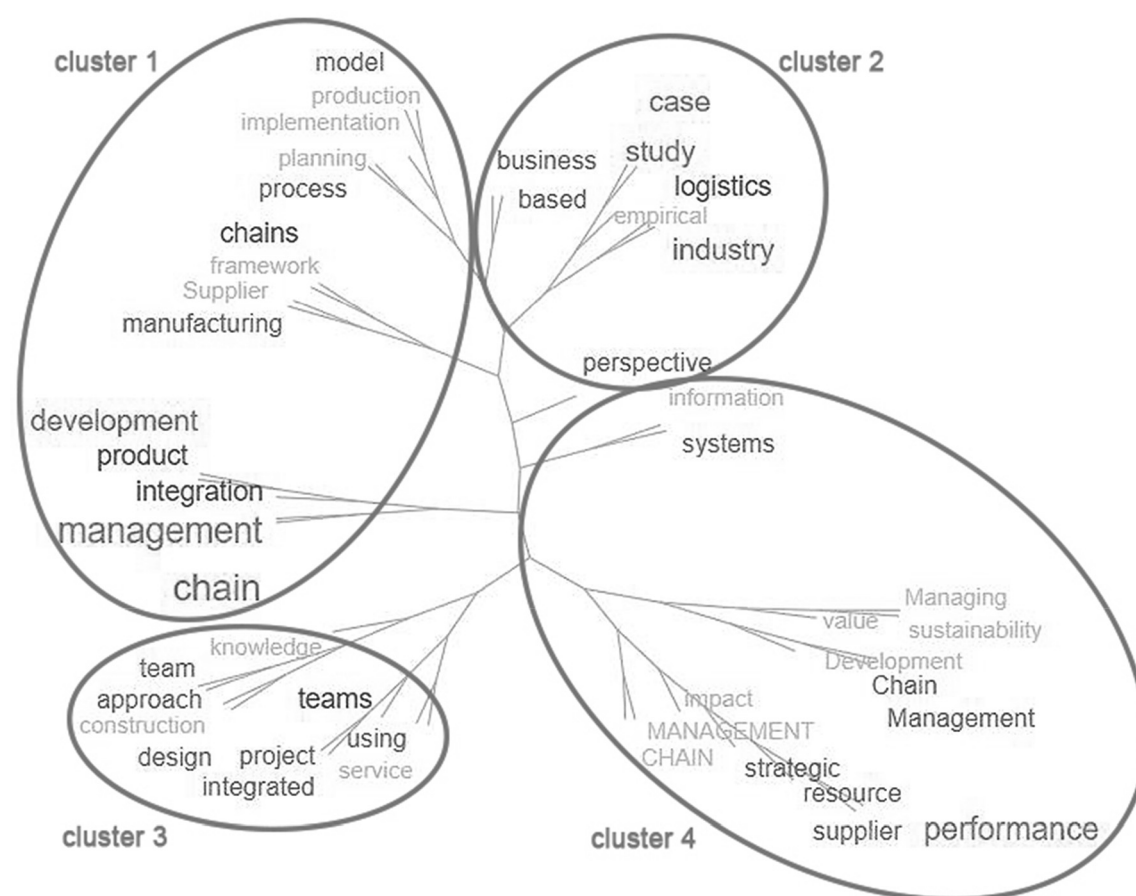 cluster 1
model
production
implementation
planning
process
chains
framework
Supplier
manufacturing
development
product
integration
management
chain
cluster 2
case
study
business
logistics
based
empirical
industry
perspective
information
systems
Managing
value
sustainability
Development
Chain
Management
impact
MANAGEMENT
CHAIN
strategic
resource
supplier
performance
cluster 4
knowledge
team
approach
teams
construction
design
project
using
integrated
service
cluster 3